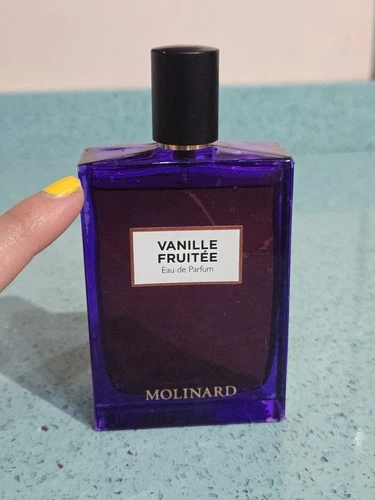 VANILLE
FRUITÉE
Eau de Parfum
MOLINARD